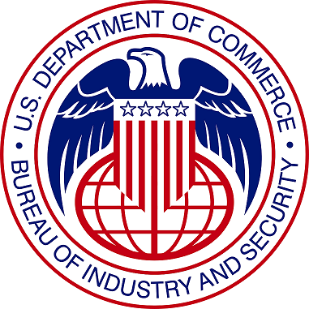 U.S. DEPARTMENT OF COMMERCE
BUREAU OF INDUSTRY AND SECURITY